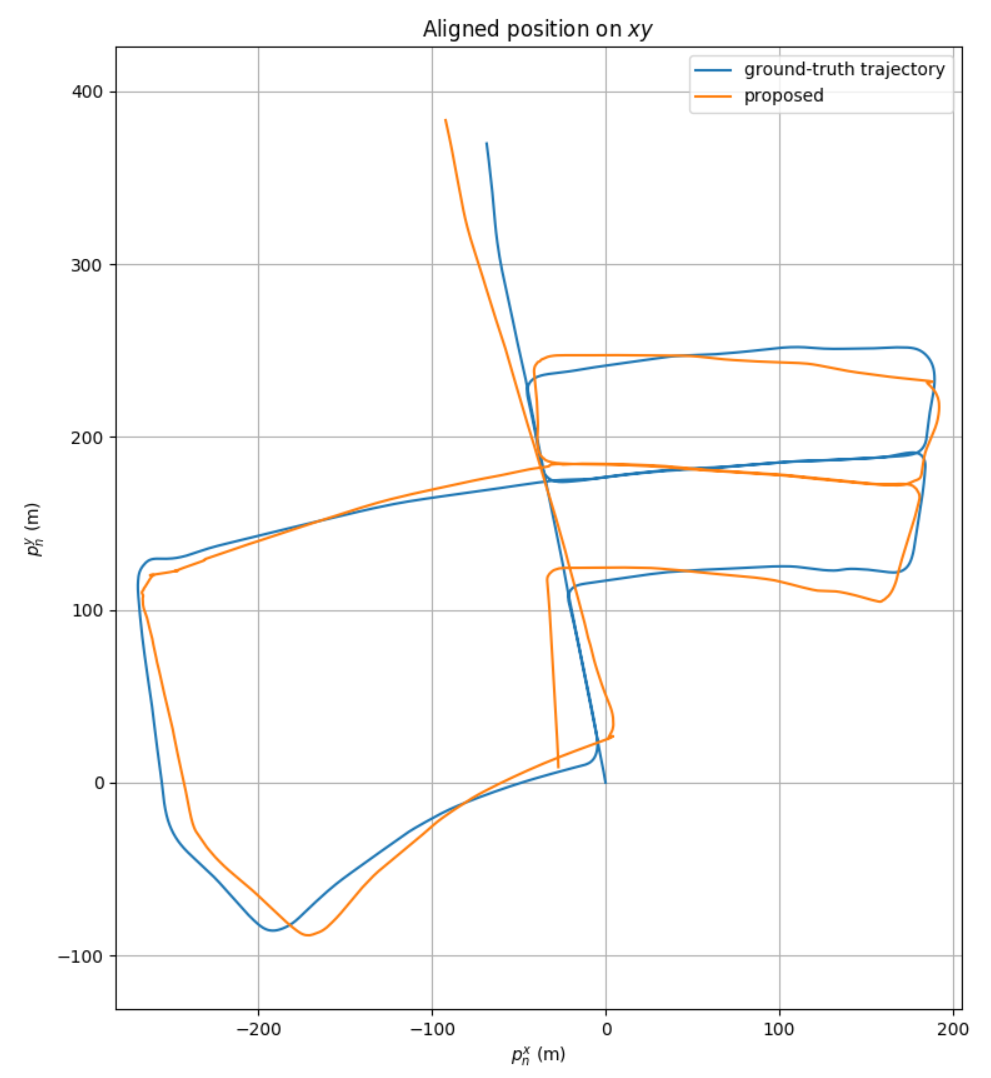 Aligned position on xy
ground-truth trajectory
proposed
400
300
200
100
0
−100
p_n^y (m)
−200
−100
0
100
200
p_n^x (m)